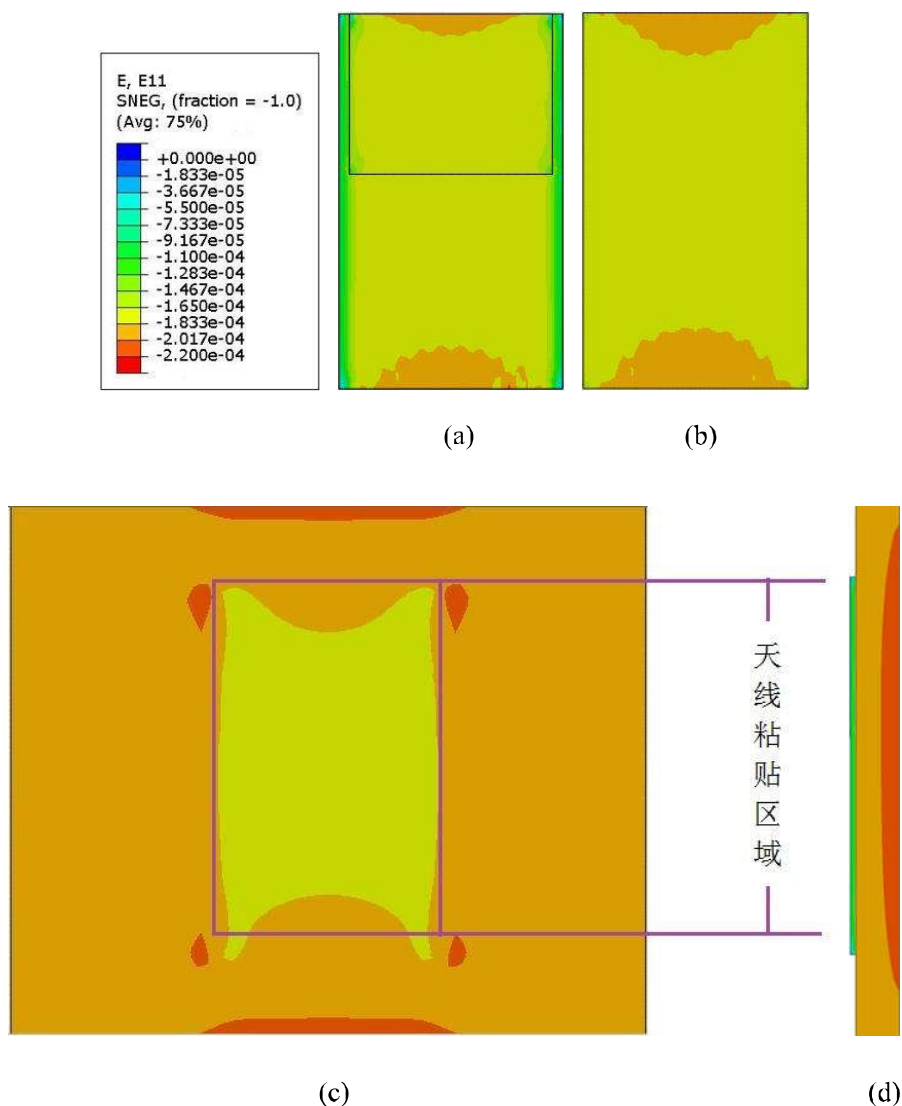 E, E11
SNEG, (fraction = -1.0)
(Avg: 75%)
+0.000e+00
-1.833e-05
-3.667e-05
-5.500e-05
-7.333e-05
-9.167e-05
-1.100e-04
-1.283e-04
-1.467e-04
-1.650e-04
-1.833e-04
-2.017e-04
-2.200e-04
(a)
(b)
天线粘贴区域
(c)
(d)